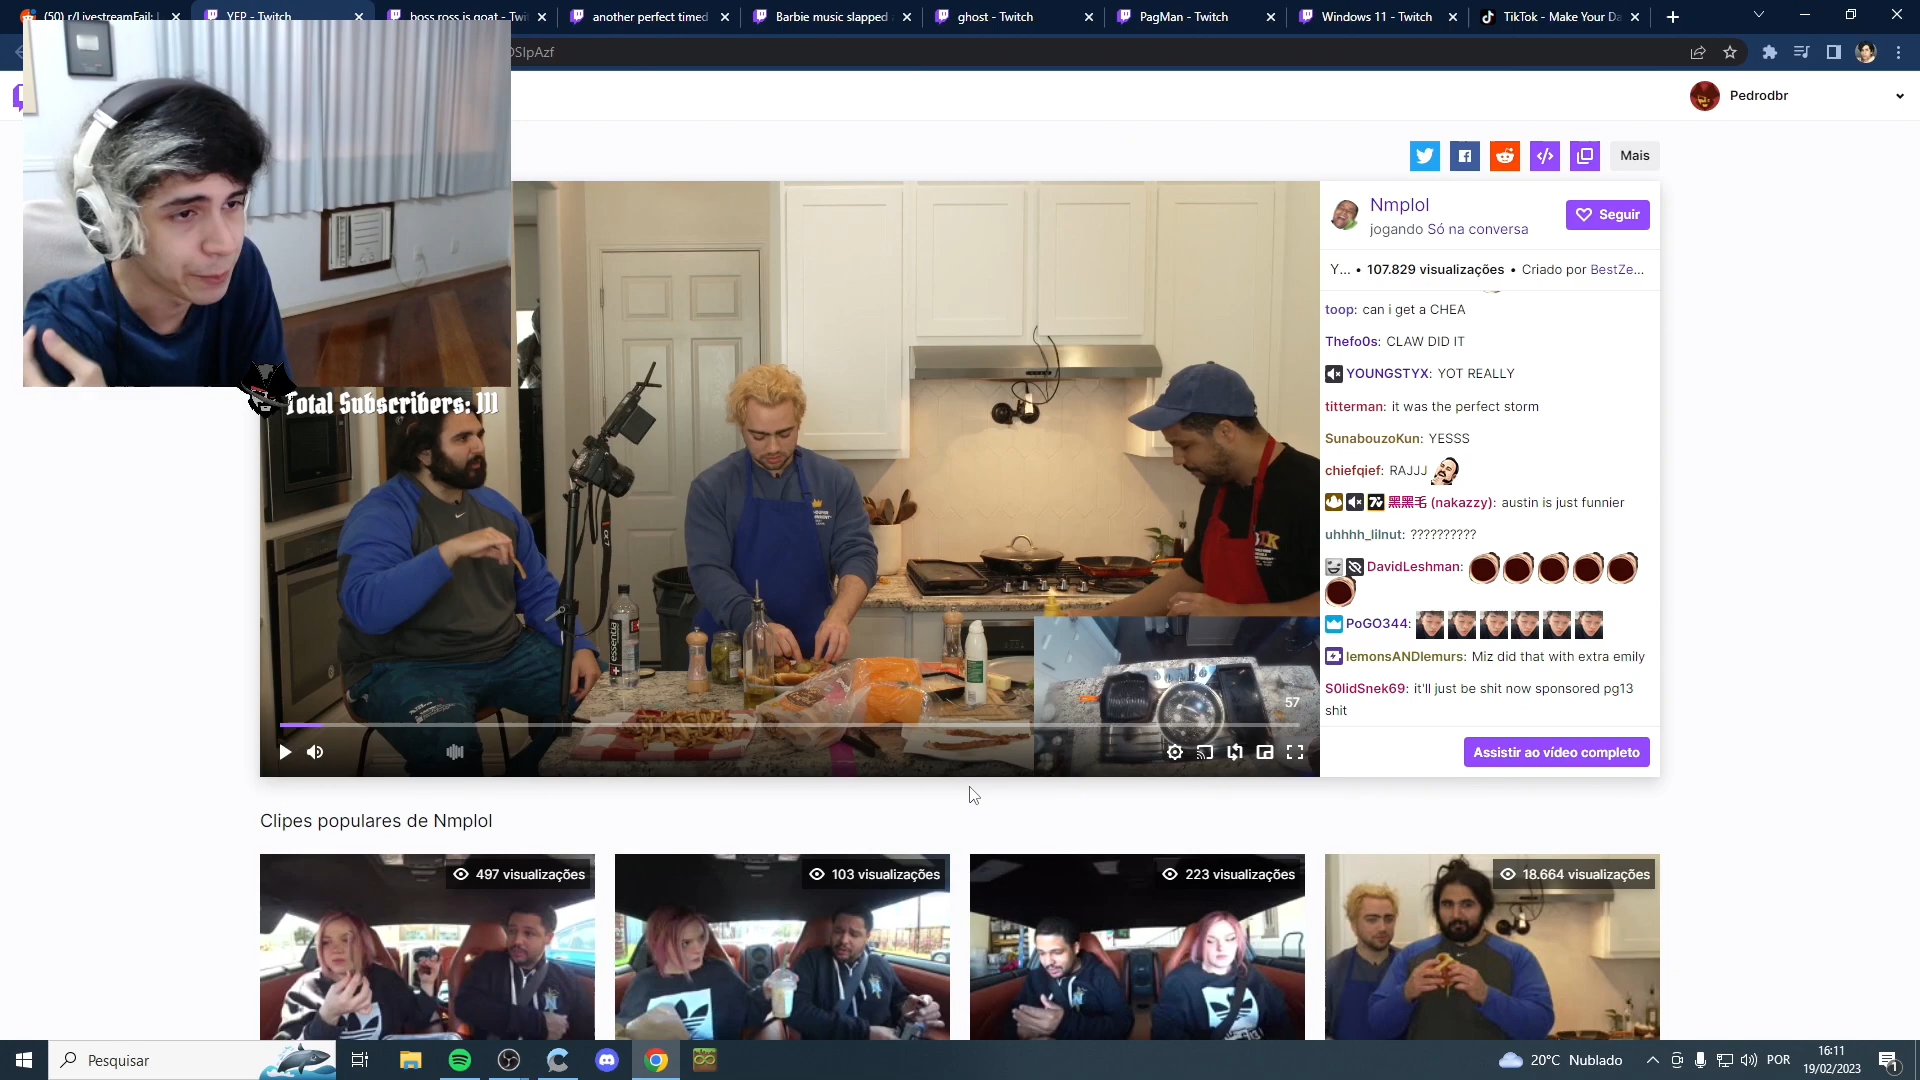 (50) r/LivestreamFail:
YEP - Twitch
boss ross is goat - Twi
another perfect timed
Barbie music slapped
ghost - Twitch
PagMan - Twitch
Windows 11 - Twitch
TikTok - Make Your Da
Pedrodbr
Mais
Nmplol
Seguir
jogando Só na conversa
Y... • 107.829 visualizações • Criado por BestZe...
toop: can i get a CHEA
Thefo0s: CLAW DID IT
YOUNGSTYX: YOT REALLY
titterman: it was the perfect storm
SunabouzoKun: YESSS
chiefqief: RAJJJ
黑黑毛 (nakazzy): austin is just funnier
uhhhh_lilnut: ??????????
DavidLeshman:
PoGO344:
lemonsANDlemurs: Miz did that with extra emily
S0lidSnek69: it'll just be shit now sponsored pg13
shit
Assistir ao vídeo completo
Total Subscribers: 111
essentia
57
Clipes populares de Nmplol
497 visualizações
103 visualizações
223 visualizações
18.664 visualizações
Pesquisar
20°C Nublado
POR
16:11
19/02/2023
1